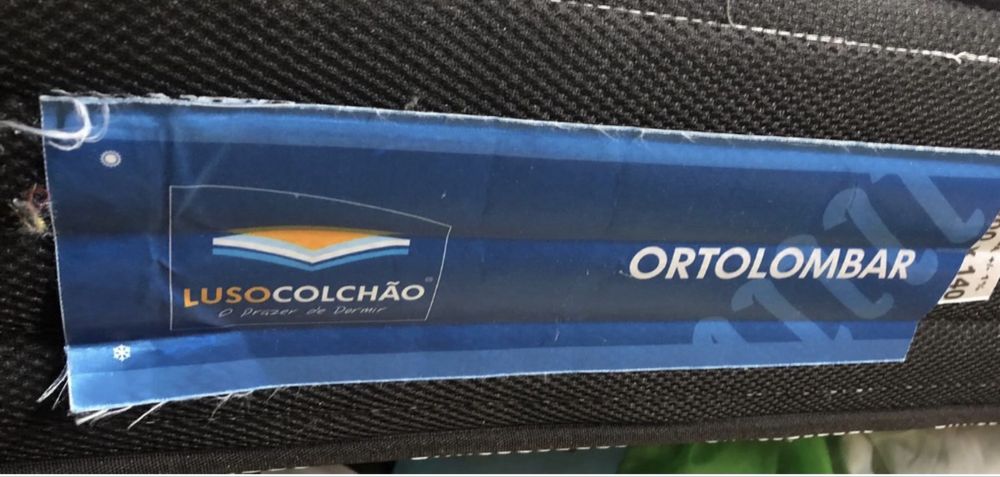 LUSOCOLCHÃO®
O Prazer de Dormir
ORTOLOMBAR